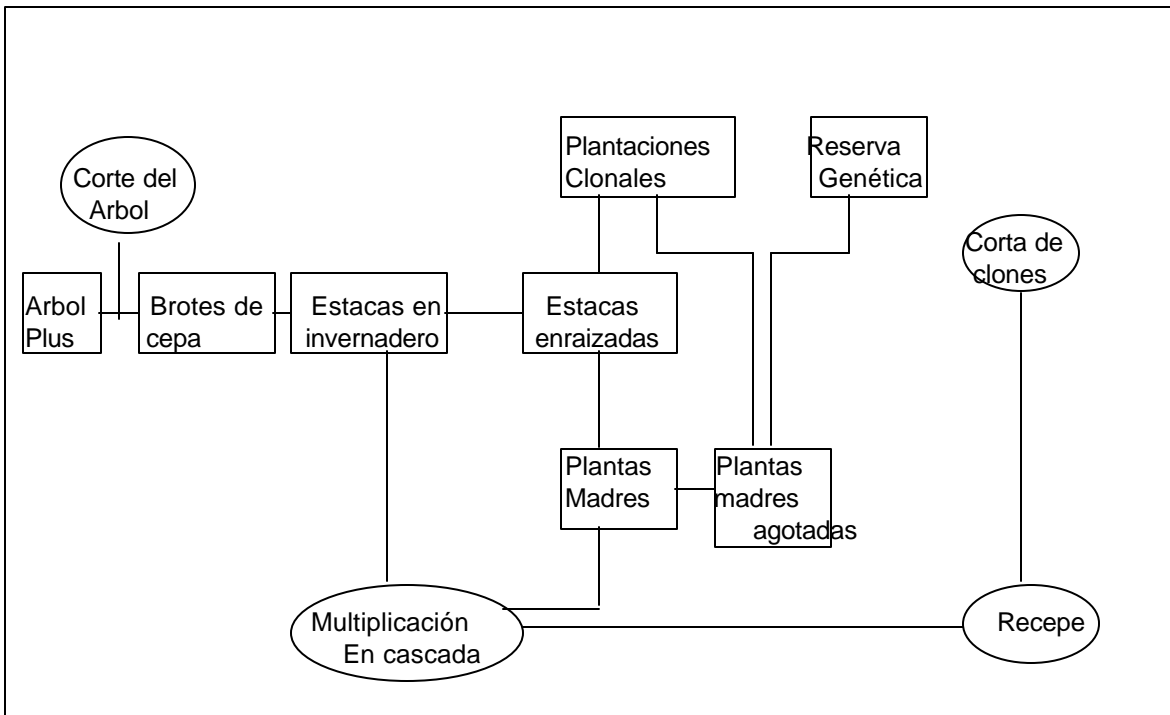 Plantaciones
Clonales
Reserva
Genética
Corte del
Arbol
Corta de
clones
Arbol
Plus
Brotes de
cepa
Estacas en
invernadero
Estacas
enraizadas
Plantas
Madres
Plantas
madres
agotadas
Multiplicación
En cascada
Recepe